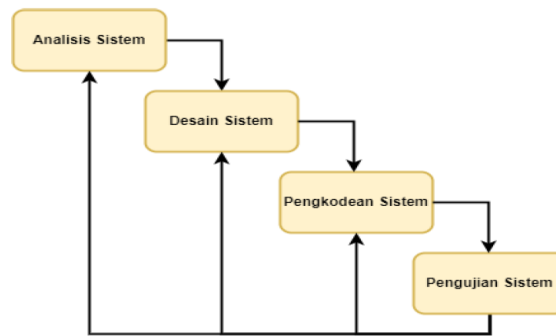 Analisis Sistem
Desain Sistem
Pengkodean Sistem
Pengujian Sistem